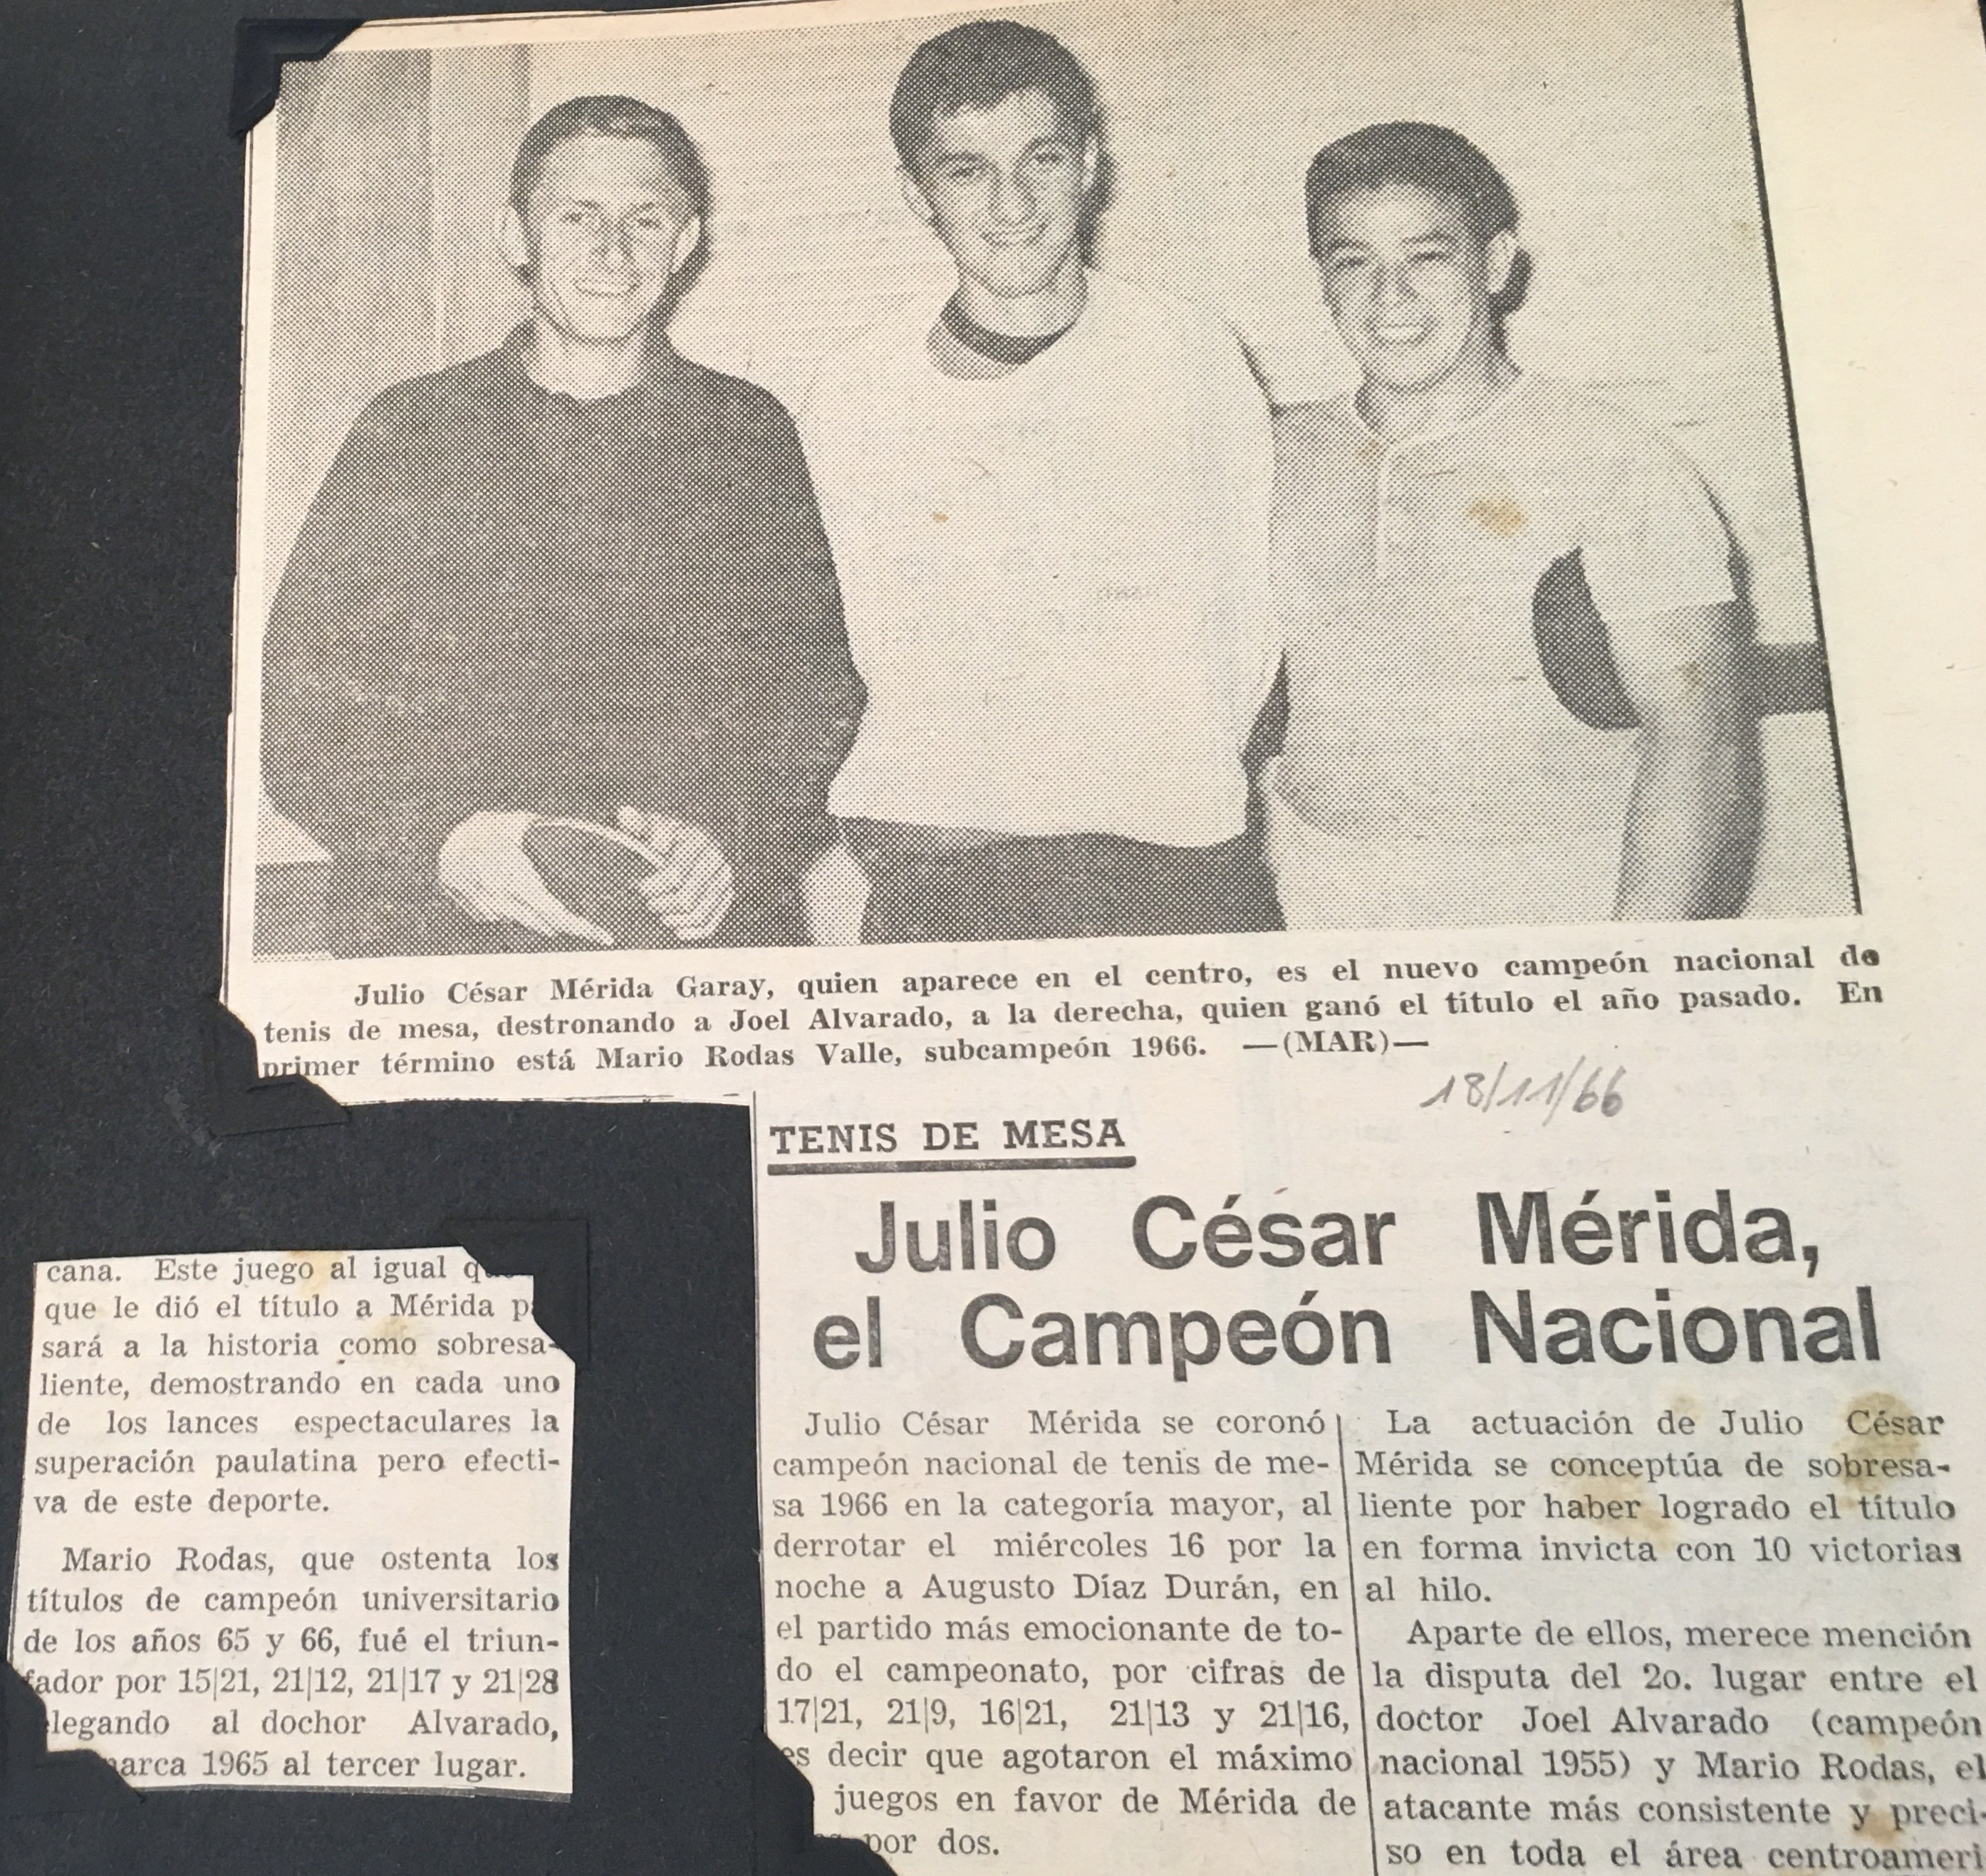 Julio César Mérida Garay, quien aparece en el centro, es el nuevo campeón nacional de
tenis de mesa, destronando a Joel Alvarado, a la derecha, quien ganó el título el año pasado. En
primer término está Mario Rodas Valle, subcampeón 1966. —(MAR)—
18/11/66
TENIS DE MESA
Julio César Mérida,
el Campeón Nacional
Julio César Mérida se coronó
campeón nacional de tenis de me-
sa 1966 en la categoría mayor, al
derrotar el miércoles 16 por la
noche a Augusto Díaz Durán, en
el partido más emocionante de to-
do el campeonato, por cifras de
17|21, 21|9, 16|21, 21|13 y 21|16,
es decir que agotaron el máximo
juegos en favor de Mérida de
por dos.
La actuación de Julio César
Mérida se conceptúa de sobresa-
liente por haber logrado el título
en forma invicta con 10 victorias
al hilo.
Aparte de ellos, merece mención
la disputa del 2o. lugar entre el
doctor Joel Alvarado (campeón
nacional 1955) y Mario Rodas, el
atacante más consistente y preci-
so en toda el área centroameri
cana. Este juego al igual
que le dió el título a Mérida pa
sará a la historia como sobresa-
liente, demostrando en cada uno
de los lances espectaculares la
superación paulatina pero efecti-
va de este deporte.
Mario Rodas, que ostenta los
títulos de campeón universitario
de los años 65 y 66, fué el triun-
fador por 15|21, 21|12, 21|17 y 21|28
legando al dochor Alvarado,
arca 1965 al tercer lugar.